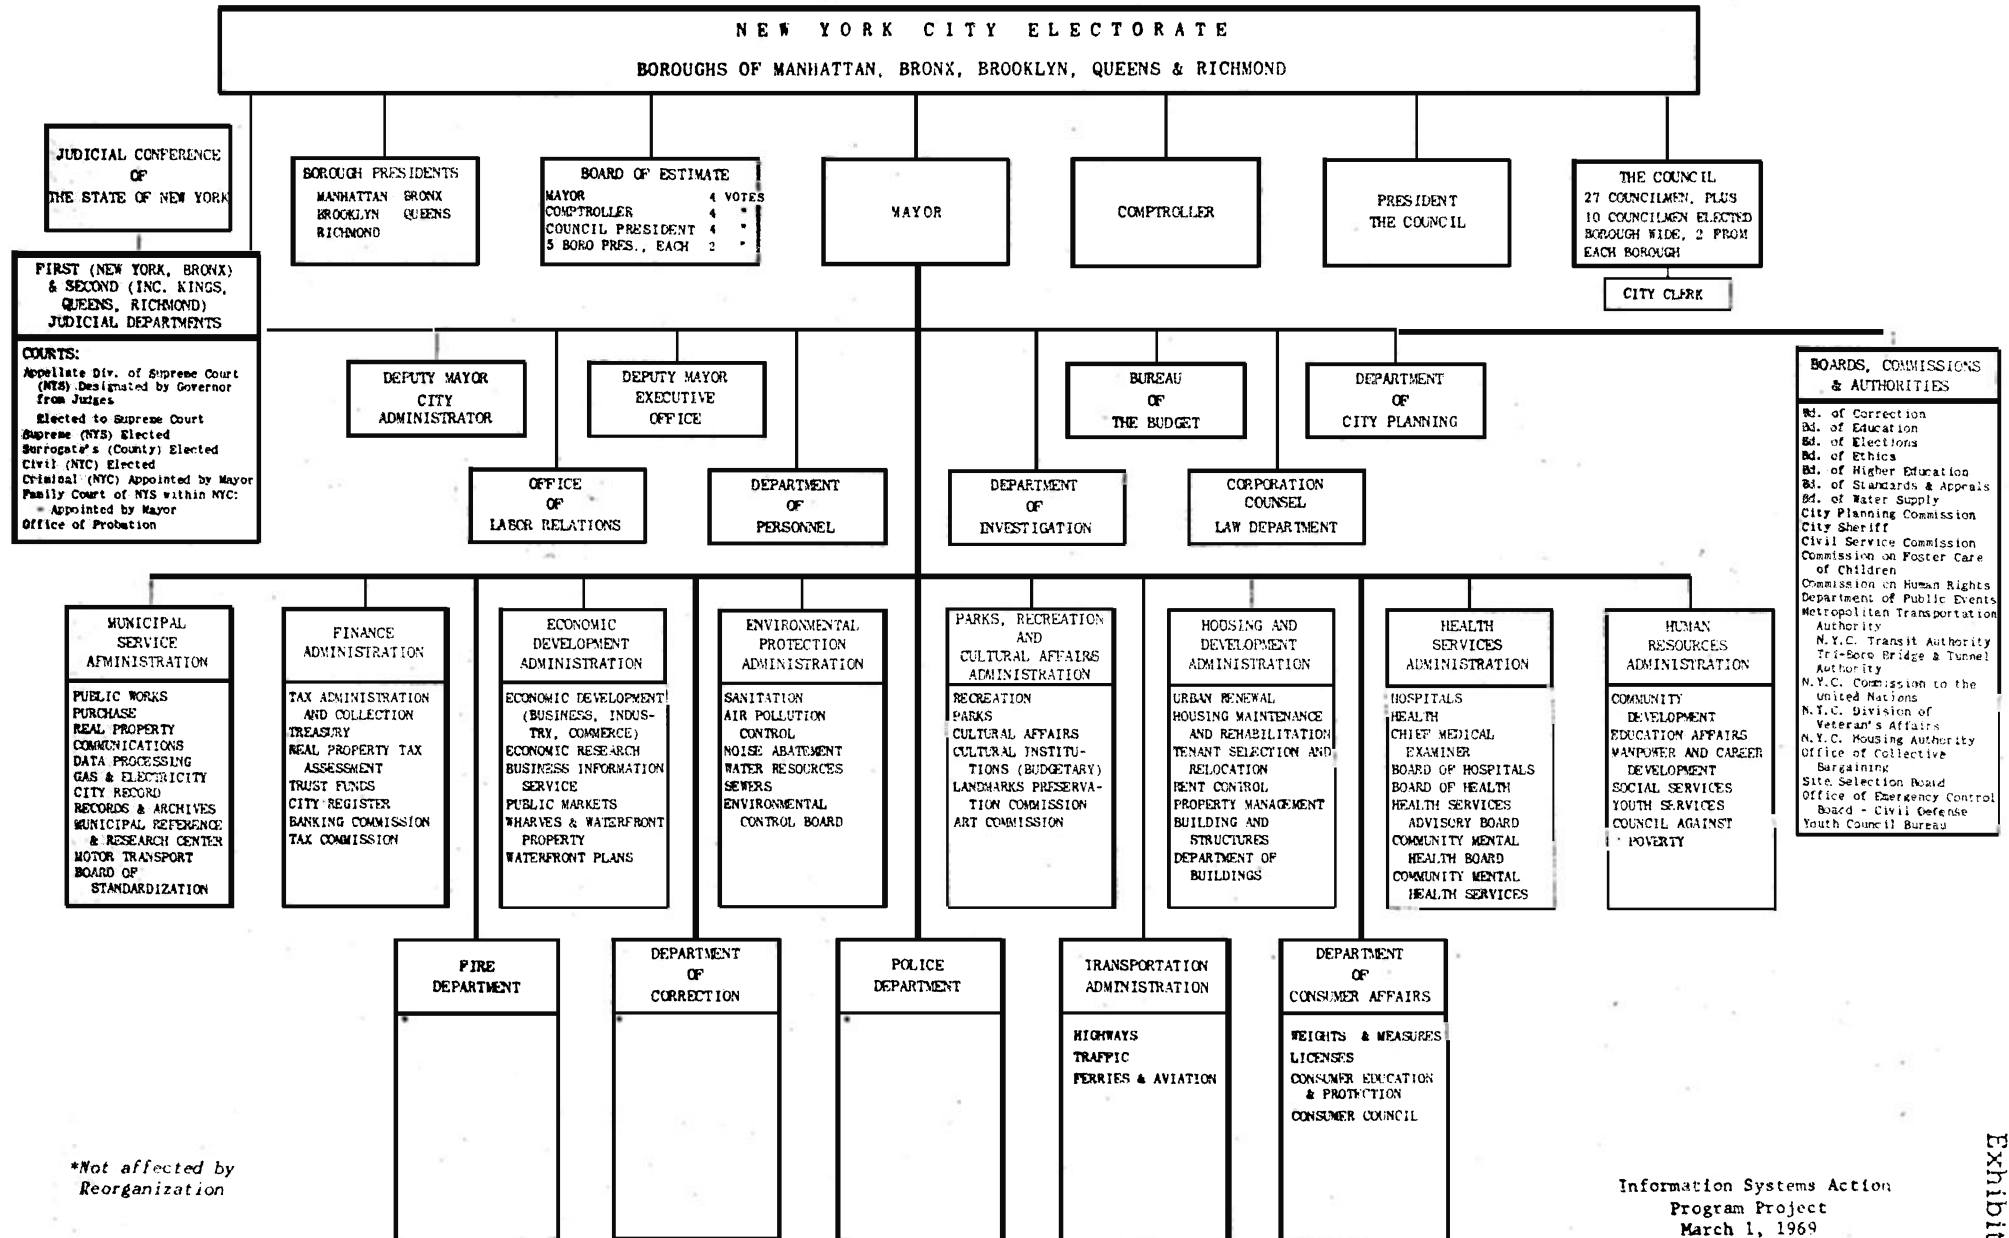 NEW YORK CITY ELECTORATE
BOROUGHS OF MANHATTAN, BRONX, BROOKLYN, QUEENS & RICHMOND
JUDICIAL CONFERENCE
OF
THE STATE OF NEW YORK
BOROUGH PRESIDENTS
MANHATTAN BRONX
BROOKLYN QUEENS
RICHMOND
BOARD OF ESTIMATE
MAYOR 4 VOTES
COMPTROLLER 4 "
COUNCIL PRESIDENT 4 "
5 BORO PRES., EACH 2 "
MAYOR
COMPTROLLER
PRESIDENT
THE COUNCIL
THE COUNCIL
27 COUNCILMEN, PLUS
10 COUNCILMEN ELECTED
BOROUGH WIDE, 2 FROM
EACH BOROUGH
CITY CLERK
FIRST (NEW YORK, BRONX)
& SECOND (INC. KINGS,
QUEENS, RICHMOND)
JUDICIAL DEPARTMENTS
COURTS:
Appellate Div. of Supreme Court
(NYS) Designated by Governor
from Judges
Elected to Supreme Court
Supreme (NYS) Elected
Surrogate's (County) Elected
Civil (NYC) Elected
Criminal (NYC) Appointed by Mayor
Family Court of NYS within NYC:
Appointed by Mayor
Office of Probation
DEPUTY MAYOR
CITY
ADMINISTRATOR
DEPUTY MAYOR
EXECUTIVE
OFFICE
BUREAU
OF
THE BUDGET
DEPARTMENT
OF
CITY PLANNING
OFFICE
OF
LABOR RELATIONS
DEPARTMENT
OF
PERSONNEL
DEPARTMENT
OF
INVESTIGATION
CORPORATION
COUNSEL
LAW DEPARTMENT
BOARDS, COMMISSIONS
& AUTHORITIES
Bd. of Correction
Bd. of Education
Bd. of Elections
Bd. of Ethics
Bd. of Higher Education
Bd. of Standards & Appeals
Bd. of Water Supply
City Planning Commission
City Sheriff
Civil Service Commission
Commission on Foster Care
of Children
Commission on Human Rights
Department of Public Events
Metropolitan Transportation
Authority
N.Y.C. Transit Authority
Tri-Boro Bridge & Tunnel
Authority
N.Y.C. Commission to the
United Nations
N.Y.C. Division of
Veteran's Affairs
N.Y.C. Housing Authority
Office of Collective
Bargaining
Site Selection Board
Office of Emergency Control
Board - Civil Defense
Youth Council Bureau
MUNICIPAL
SERVICE
ADMINISTRATION
PUBLIC WORKS
PURCHASE
REAL PROPERTY
COMMUNICATIONS
DATA PROCESSING
GAS & ELECTRICITY
CITY RECORD
RECORDS & ARCHIVES
MUNICIPAL REFERENCE
& RESEARCH CENTER
MOTOR TRANSPORT
BOARD OF
STANDARDIZATION
FINANCE
ADMINISTRATION
TAX ADMINISTRATION
AND COLLECTION
TREASURY
REAL PROPERTY TAX
ASSESSMENT
TRUST FUNDS
CITY REGISTER
BANKING COMMISSION
TAX COMMISSION
ECONOMIC
DEVELOPMENT
ADMINISTRATION
ECONOMIC DEVELOPMENT
(BUSINESS, INDUS-
TRY, COMMERCE)
ECONOMIC RESEARCH
BUSINESS INFORMATION
SERVICE
PUBLIC MARKETS
WHARVES & WATERFRONT
PROPERTY
WATERFRONT PLANS
ENVIRONMENTAL
PROTECTION
ADMINISTRATION
SANITATION
AIR POLLUTION
CONTROL
NOISE ABATEMENT
WATER RESOURCES
SEWERS
ENVIRONMENTAL
CONTROL BOARD
PARKS, RECREATION
AND
CULTURAL AFFAIRS
ADMINISTRATION
RECREATION
PARKS
CULTURAL AFFAIRS
CULTURAL INSTITU-
TIONS (BUDGETARY)
LANDMARKS PRESERVA-
TION COMMISSION
ART COMMISSION
HOUSING AND
DEVELOPMENT
ADMINISTRATION
URBAN RENEWAL
HOUSING MAINTENANCE
AND REHABILITATION
TENANT SELECTION AND
RELOCATION
RENT CONTROL
PROPERTY MANAGEMENT
BUILDING AND
STRUCTURES
DEPARTMENT OF
BUILDINGS
HEALTH
SERVICES
ADMINISTRATION
HOSPITALS
HEALTH
CHIEF MEDICAL
EXAMINER
BOARD OF HOSPITALS
BOARD OF HEALTH
HEALTH SERVICES
ADVISORY BOARD
COMMUNITY MENTAL
HEALTH BOARD
COMMUNITY MENTAL
HEALTH SERVICES
HUMAN
RESOURCES
ADMINISTRATION
COMMUNITY
DEVELOPMENT
EDUCATION AFFAIRS
MANPOWER AND CAREER
DEVELOPMENT
SOCIAL SERVICES
YOUTH SERVICES
COUNCIL AGAINST
POVERTY
FIRE
DEPARTMENT
*
DEPARTMENT
OF
CORRECTION
*
POLICE
DEPARTMENT
*
TRANSPORTATION
ADMINISTRATION
HIGHWAYS
TRAFFIC
FERRIES & AVIATION
DEPARTMENT
OF
CONSUMER AFFAIRS
WEIGHTS & MEASURES
LICENSES
CONSUMER EDUCATION
& PROTECTION
CONSUMER COUNCIL
*Not affected by
Reorganization
Information Systems Action
Program Project
March 1, 1969
Exhibit